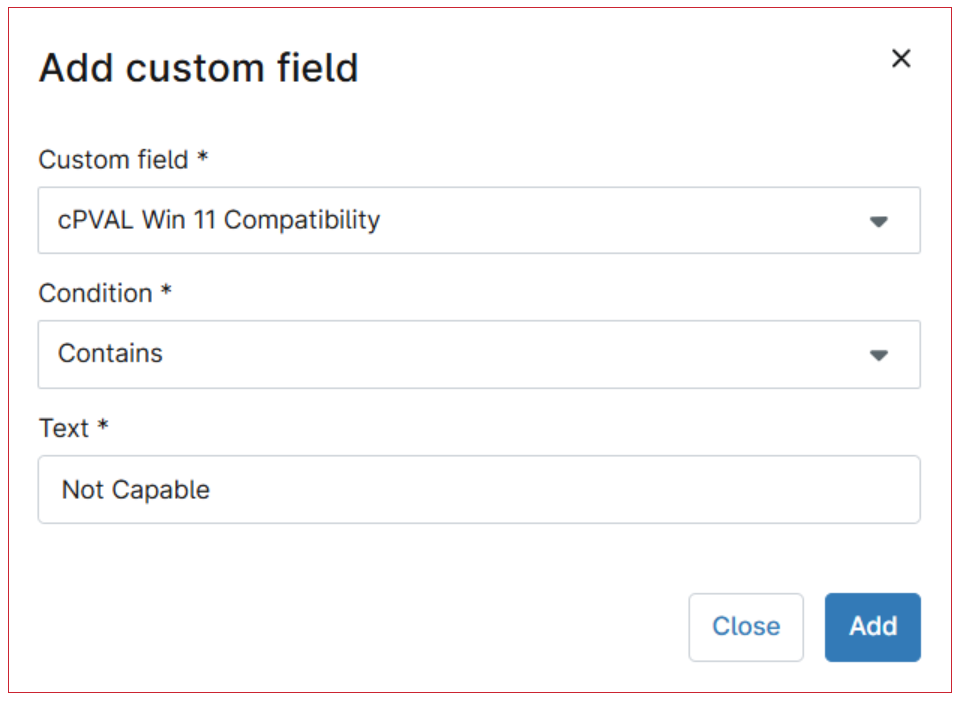 Add custom field
Custom field *
cPVAL Win 11 Compatibility
Condition *
Contains
Text *
Not Capable
Close
Add